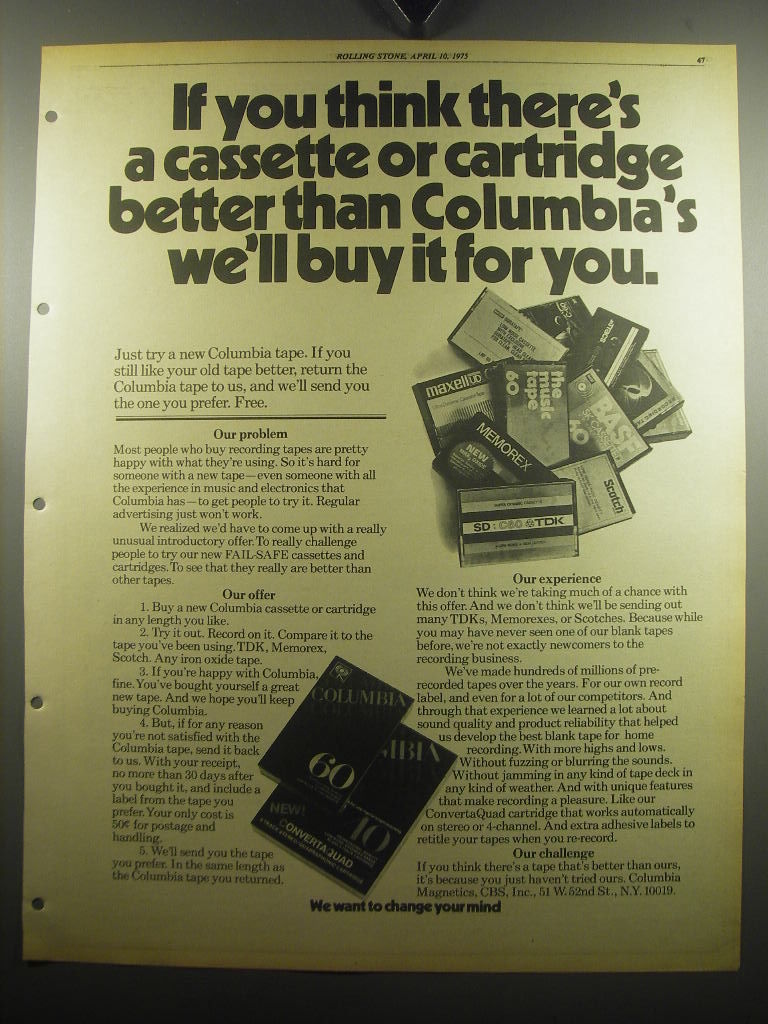 ROLLING STONE, APRIL 10, 1975
47
If you think there's
a cassette or cartridge
better than Columbia's
we'll buy it for you.
Just try a new Columbia tape. If you
still like your old tape better, return the
Columbia tape to us, and we'll send you
the one you prefer. Free.
Our problem
Most people who buy recording tapes are pretty
happy with what they're using. So it's hard for
someone with a new tape—even someone with all
the experience in music and electronics that
Columbia has—to get people to try it. Regular
advertising just won't work.
We realized we'd have to come up with a really
unusual introductory offer. To really challenge
people to try our new FAIL-SAFE cassettes and
cartridges. To see that they really are better than
other tapes.
Our offer
1. Buy a new Columbia cassette or cartridge
in any length you like.
2. Try it out. Record on it. Compare it to the
tape you've been using. TDK, Memorex,
Scotch. Any iron oxide tape.
3. If you're happy with Columbia,
fine. You've bought yourself a great
new tape. And we hope you'll keep
buying Columbia.
4. But, if for any reason
you're not satisfied with the
Columbia tape, send it back
to us. With your receipt,
no more than 30 days after
you bought it, and include a
label from the tape you
prefer. Your only cost is
50¢ for postage and
handling.
5. We'll send you the tape
you prefer. In the same length as
the Columbia tape you returned.
COLUMBIA
60
MBIA
40
NEW!
CONVERTAQUAD
maxell UD
the
music
tape
60
BASF
60
MEMOREX
NEW
Scotch
SD: C60 TDK
Our experience
We don't think we're taking much of a chance with
this offer. And we don't think we'll be sending out
many TDKs, Memorexes, or Scotches. Because while
you may have never seen one of our blank tapes
before, we're not exactly newcomers to the
recording business.
We've made hundreds of millions of pre-
recorded tapes over the years. For our own record
label, and even for a lot of our competitors. And
through that experience we learned a lot about
sound quality and product reliability that helped
us develop the best blank tape for home
recording. With more highs and lows.
Without fuzzing or blurring the sounds.
Without jamming in any kind of tape deck in
any kind of weather. And with unique features
that make recording a pleasure. Like our
ConvertaQuad cartridge that works automatically
on stereo or 4-channel. And extra adhesive labels to
retitle your tapes when you re-record.
Our challenge
If you think there's a tape that's better than ours,
it's because you just haven't tried ours. Columbia
Magnetics, CBS, Inc., 51 W. 52nd St., N.Y. 10019.
We want to change your mind